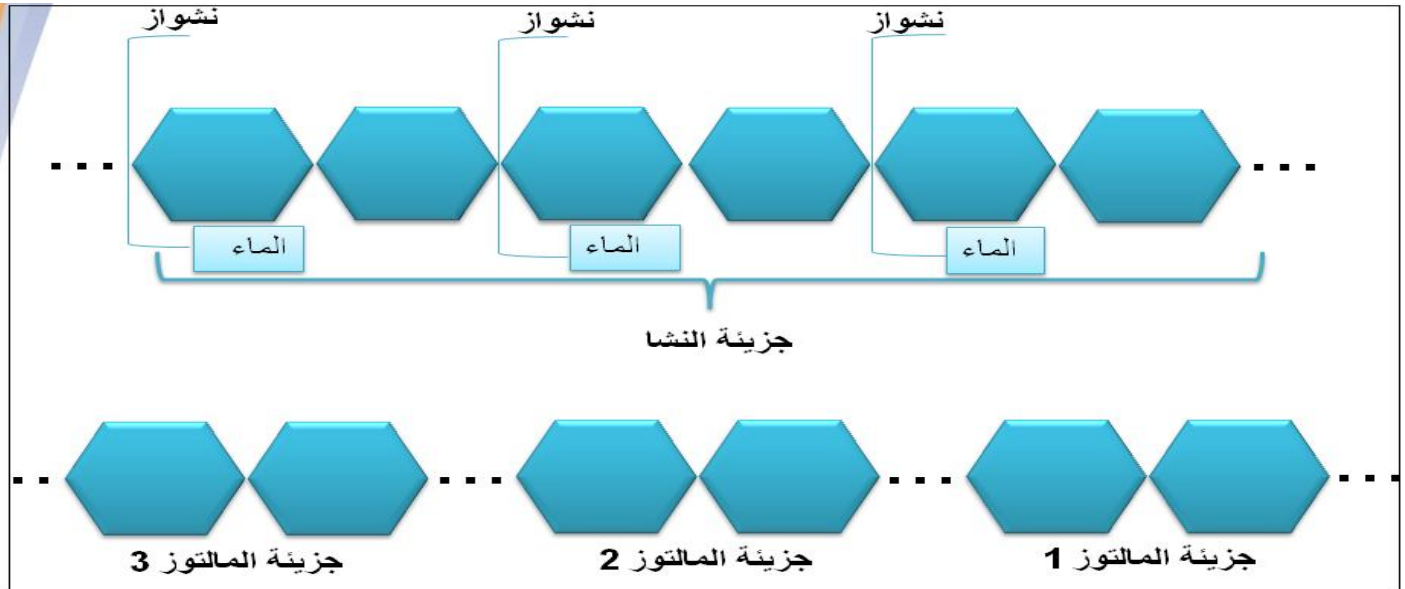 نشواز نشواز نشواز
الماء الماء الماء
جزيئة النشا
جزيئة المالتوز 1 جزيئة المالتوز 2 جزيئة المالتوز 3